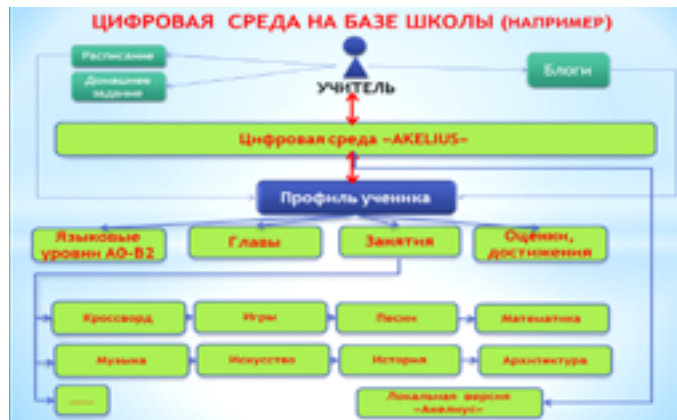 ЦИФРОВАЯ СРЕДА НА БАЗЕ ШКОЛЫ (НАПРИМЕР)
Расписание
Домашнее
задание
УЧИТЕЛЬ
Блоги
Цифровая среда «AKELIUS»
Профиль ученика
Языковые
уровни А0-В2
Главы
Занятия
Оценки,
достижения
Кроссворд
Игры
Песни
Математика
Музыка
Искусство
История
Архитектура
Локальная версия
«Акелиус»